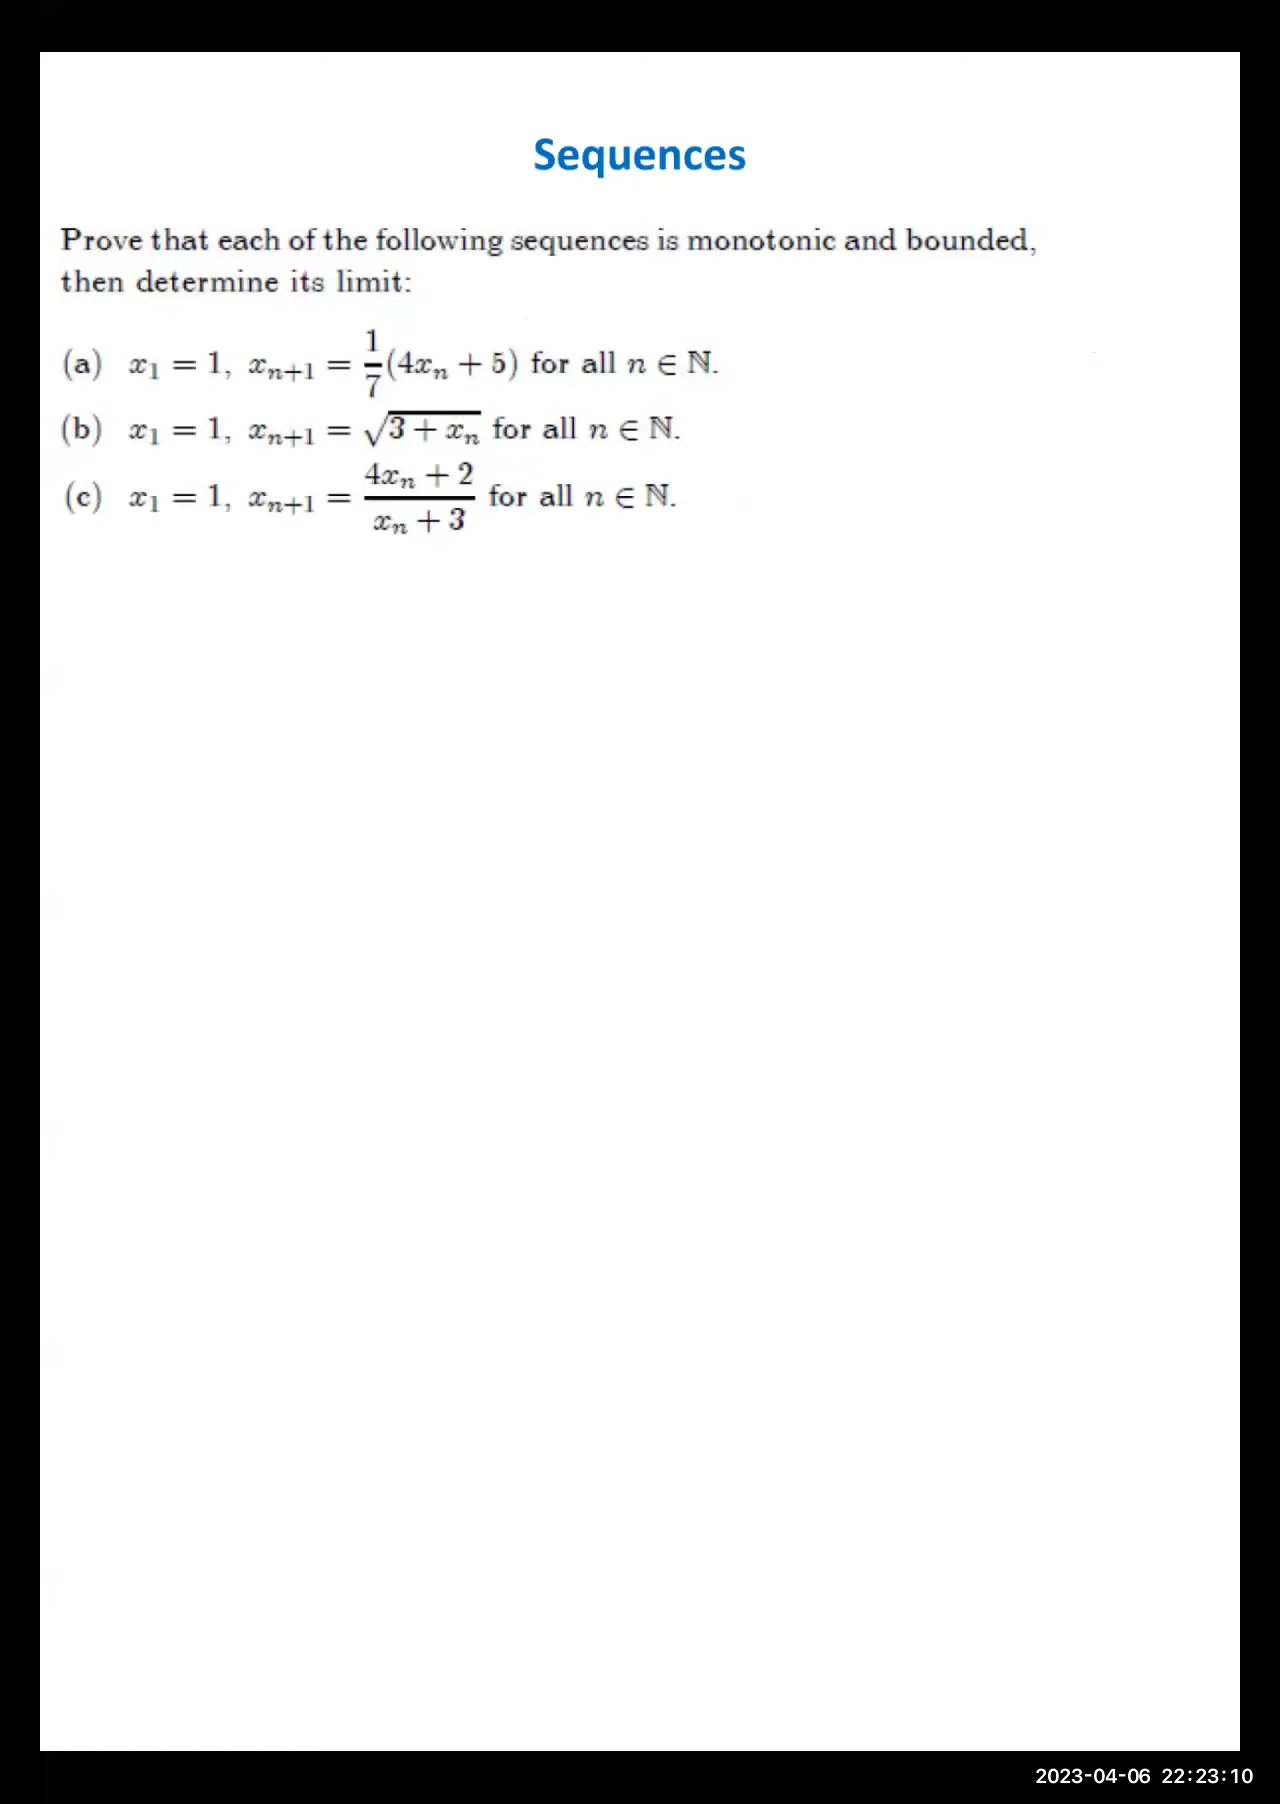 Sequences
Prove that each of the following sequences is monotonic and bounded,
then determine its limit:
(a) x₁ = 1, xₙ₊₁ = 1/7(4xₙ + 5) for all n ∈ ℕ.
(b) x₁ = 1, xₙ₊₁ = √(3 + xₙ) for all n ∈ ℕ.
(c) x₁ = 1, xₙ₊₁ = (4xₙ + 2)/(xₙ + 3) for all n ∈ ℕ.
2023-04-06 22:23:10